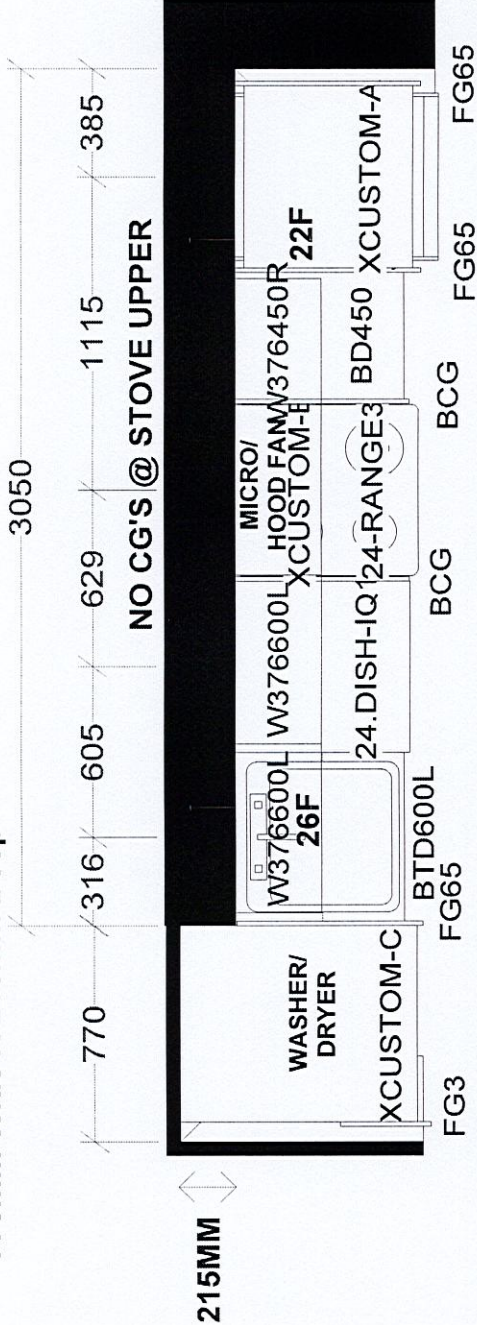 3050
770
316
605
629
1115
385
NO CG'S @ STOVE UPPER
215MM
WASHER/
DRYER
XCUSTOM-C
FG3
W376600L
26F
BTD600L
FG65
W376600L
24.DISH-IQ1
BCG
MICRO/
HOOD FAN
XCUSTOM-E
24-RANGE3
BCG
W376450R
BD450
22F
XCUSTOM-A
FG65
FG65